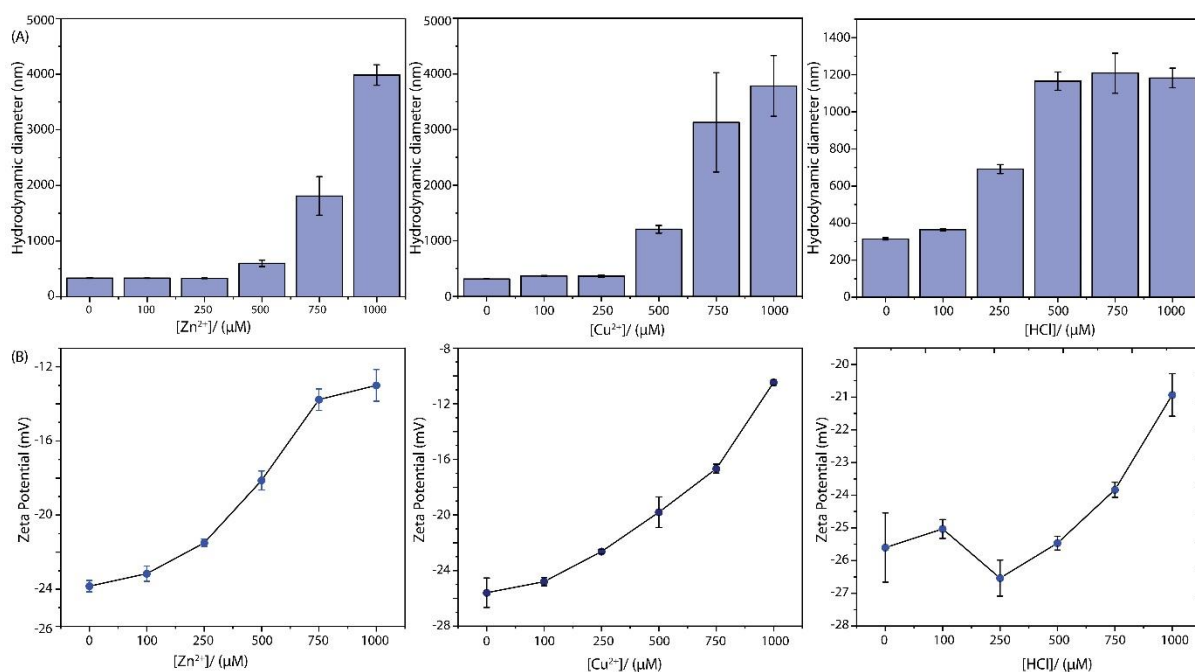 (A)
Hydrodynamic diameter (nm)
5000
4000
3000
2000
1000
0
0 100 250 500 750 1000
[Zn²⁺]/ (μM)
Hydrodynamic diameter (nm)
5000
4000
3000
2000
1000
0
0 100 250 500 750 1000
[Cu²⁺]/ (μM)
Hydrodynamic diameter (nm)
1400
1200
1000
800
600
400
200
0
0 100 250 500 750 1000
[HCl]/ (μM)
(B)
Zeta Potential (mV)
-12
-16
-20
-24
-26
0 100 250 500 750 1000
[Zn²⁺]/ (μM)
Zeta Potential (mV)
-8
-12
-16
-20
-24
-28
0 100 250 500 750 1000
[Cu²⁺]/ (μM)
Zeta Potential (mV)
-20
-21
-22
-23
-24
-25
-26
-27
-28
0 100 250 500 750 1000
[HCl]/ (μM)